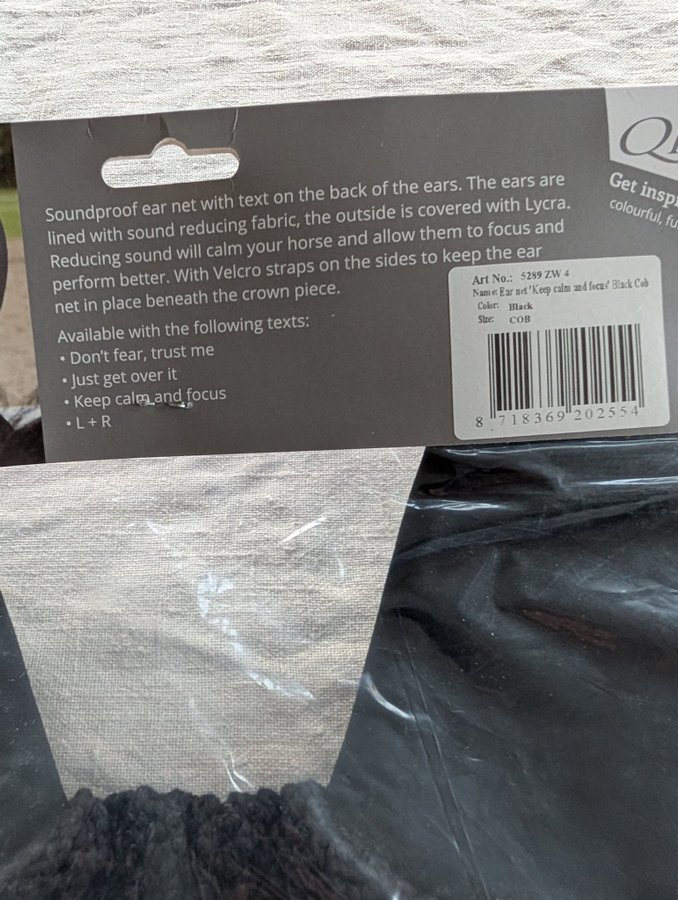 Soundproof ear net with text on the back of the ears. The ears are
lined with sound reducing fabric, the outside is covered with Lycra.
Reducing sound will calm your horse and allow them to focus and
perform better. With Velcro straps on the sides to keep the ear
net in place beneath the crown piece.
Available with the following texts:
• Don't fear, trust me
• Just get over it
• Keep calm and focus
• L + R
Get insp
colourful, fu
Art No.: 5289 ZW 4
Name: Ear net 'Keep calm and focus' Black Cob
Color: Black
Size: COB
8 718369 202554